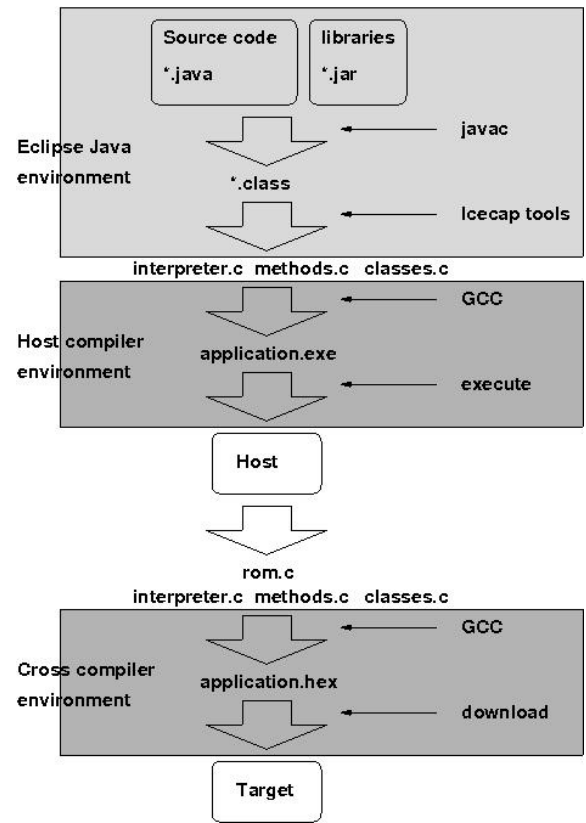 Source code
*.java
libraries
*.jar
javac
Eclipse Java
environment
*.class
Icecap tools
interpreter.c methods.c classes.c
GCC
Host compiler
environment
application.exe
execute
Host
rom.c
interpreter.c methods.c classes.c
GCC
Cross compiler
environment
application.hex
download
Target